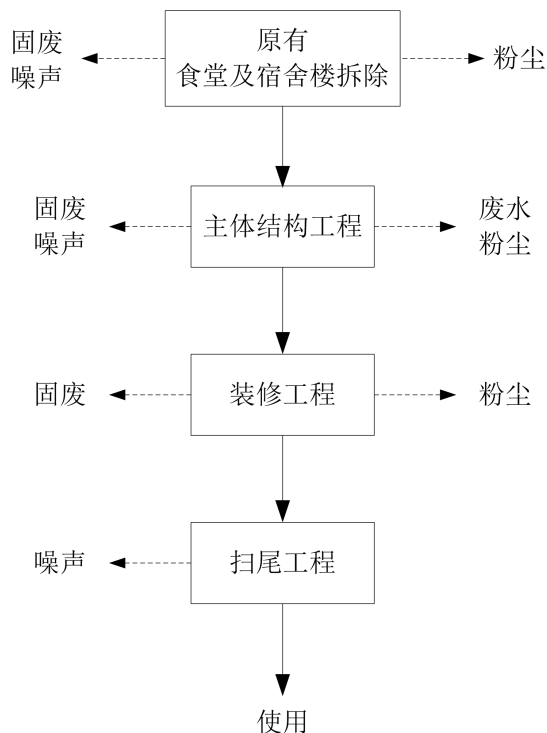 固废
噪声
原有
食堂及宿舍楼拆除
粉尘
固废
噪声
主体结构工程
废水
粉尘
固废
装修工程
粉尘
噪声
扫尾工程
使用